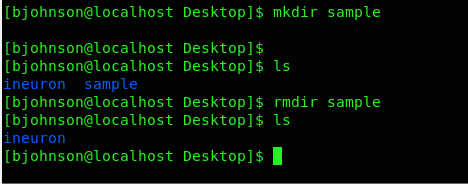 [bjohnson@localhost Desktop]$ mkdir sample
[bjohnson@localhost Desktop]$
[bjohnson@localhost Desktop]$ ls
ineuron  sample
[bjohnson@localhost Desktop]$ rmdir sample
[bjohnson@localhost Desktop]$ ls
ineuron
[bjohnson@localhost Desktop]$